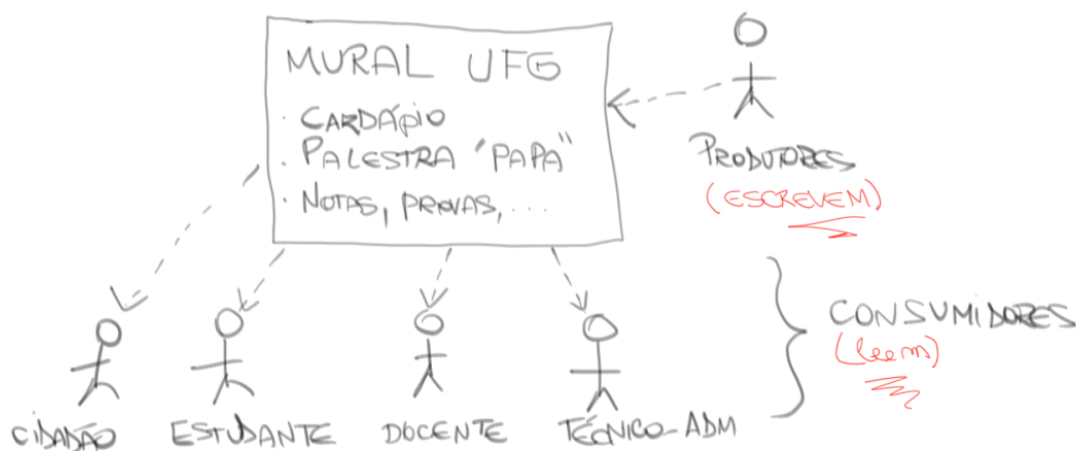 MURAL UFG
· CARDÁPIO
· PALESTRA "PAPA"
· NOTAS, PROVAS, ...
PRODUTORES
(ESCREVEM)
CONSUMIDORES
(leem)
CIDADÃO ESTUDANTE DOCENTE TÉCNICO-ADM